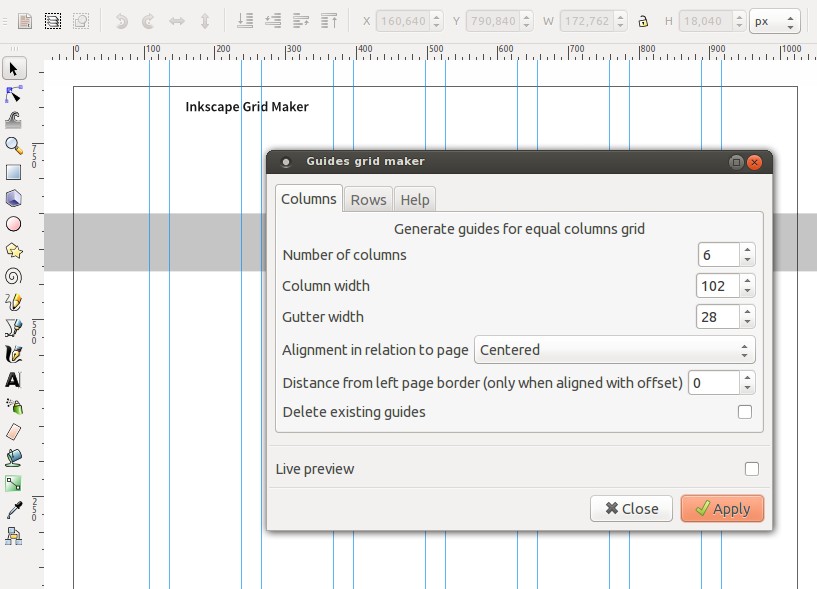 X 160,640 Y 790,840 W 172,762 H 18,040 px
0 100 200 300 400 500 600 700 800 900 1000
Inkscape Grid Maker
750
Guides grid maker
Columns Rows Help
Generate guides for equal columns grid
Number of columns 6
Column width 102
Gutter width 28
500
Alignment in relation to page Centered
Distance from left page border (only when aligned with offset) 0
Delete existing guides
Live preview
250
Close Apply